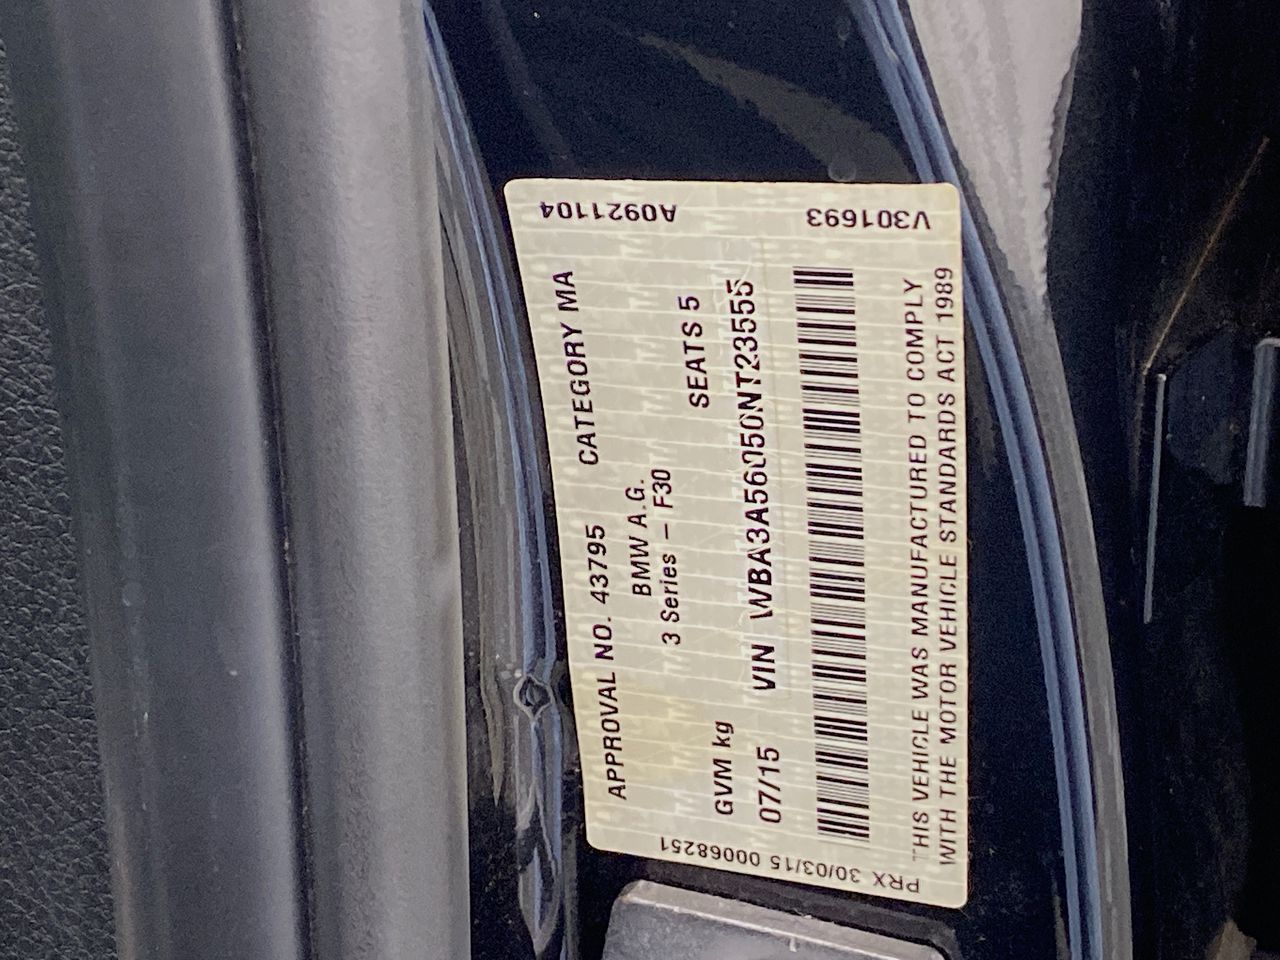 APPROVAL NO. 43795 CATEGORY MA
BMW A.G.
3 Series – F30
GVM kg SEATS 5
07/15 VIN WBA3A56050NT23555
THIS VEHICLE WAS MANUFACTURED TO COMPLY
WITH THE MOTOR VEHICLE STANDARDS ACT 1989
PRX 30/03/15 00068251
A0921104
V301693